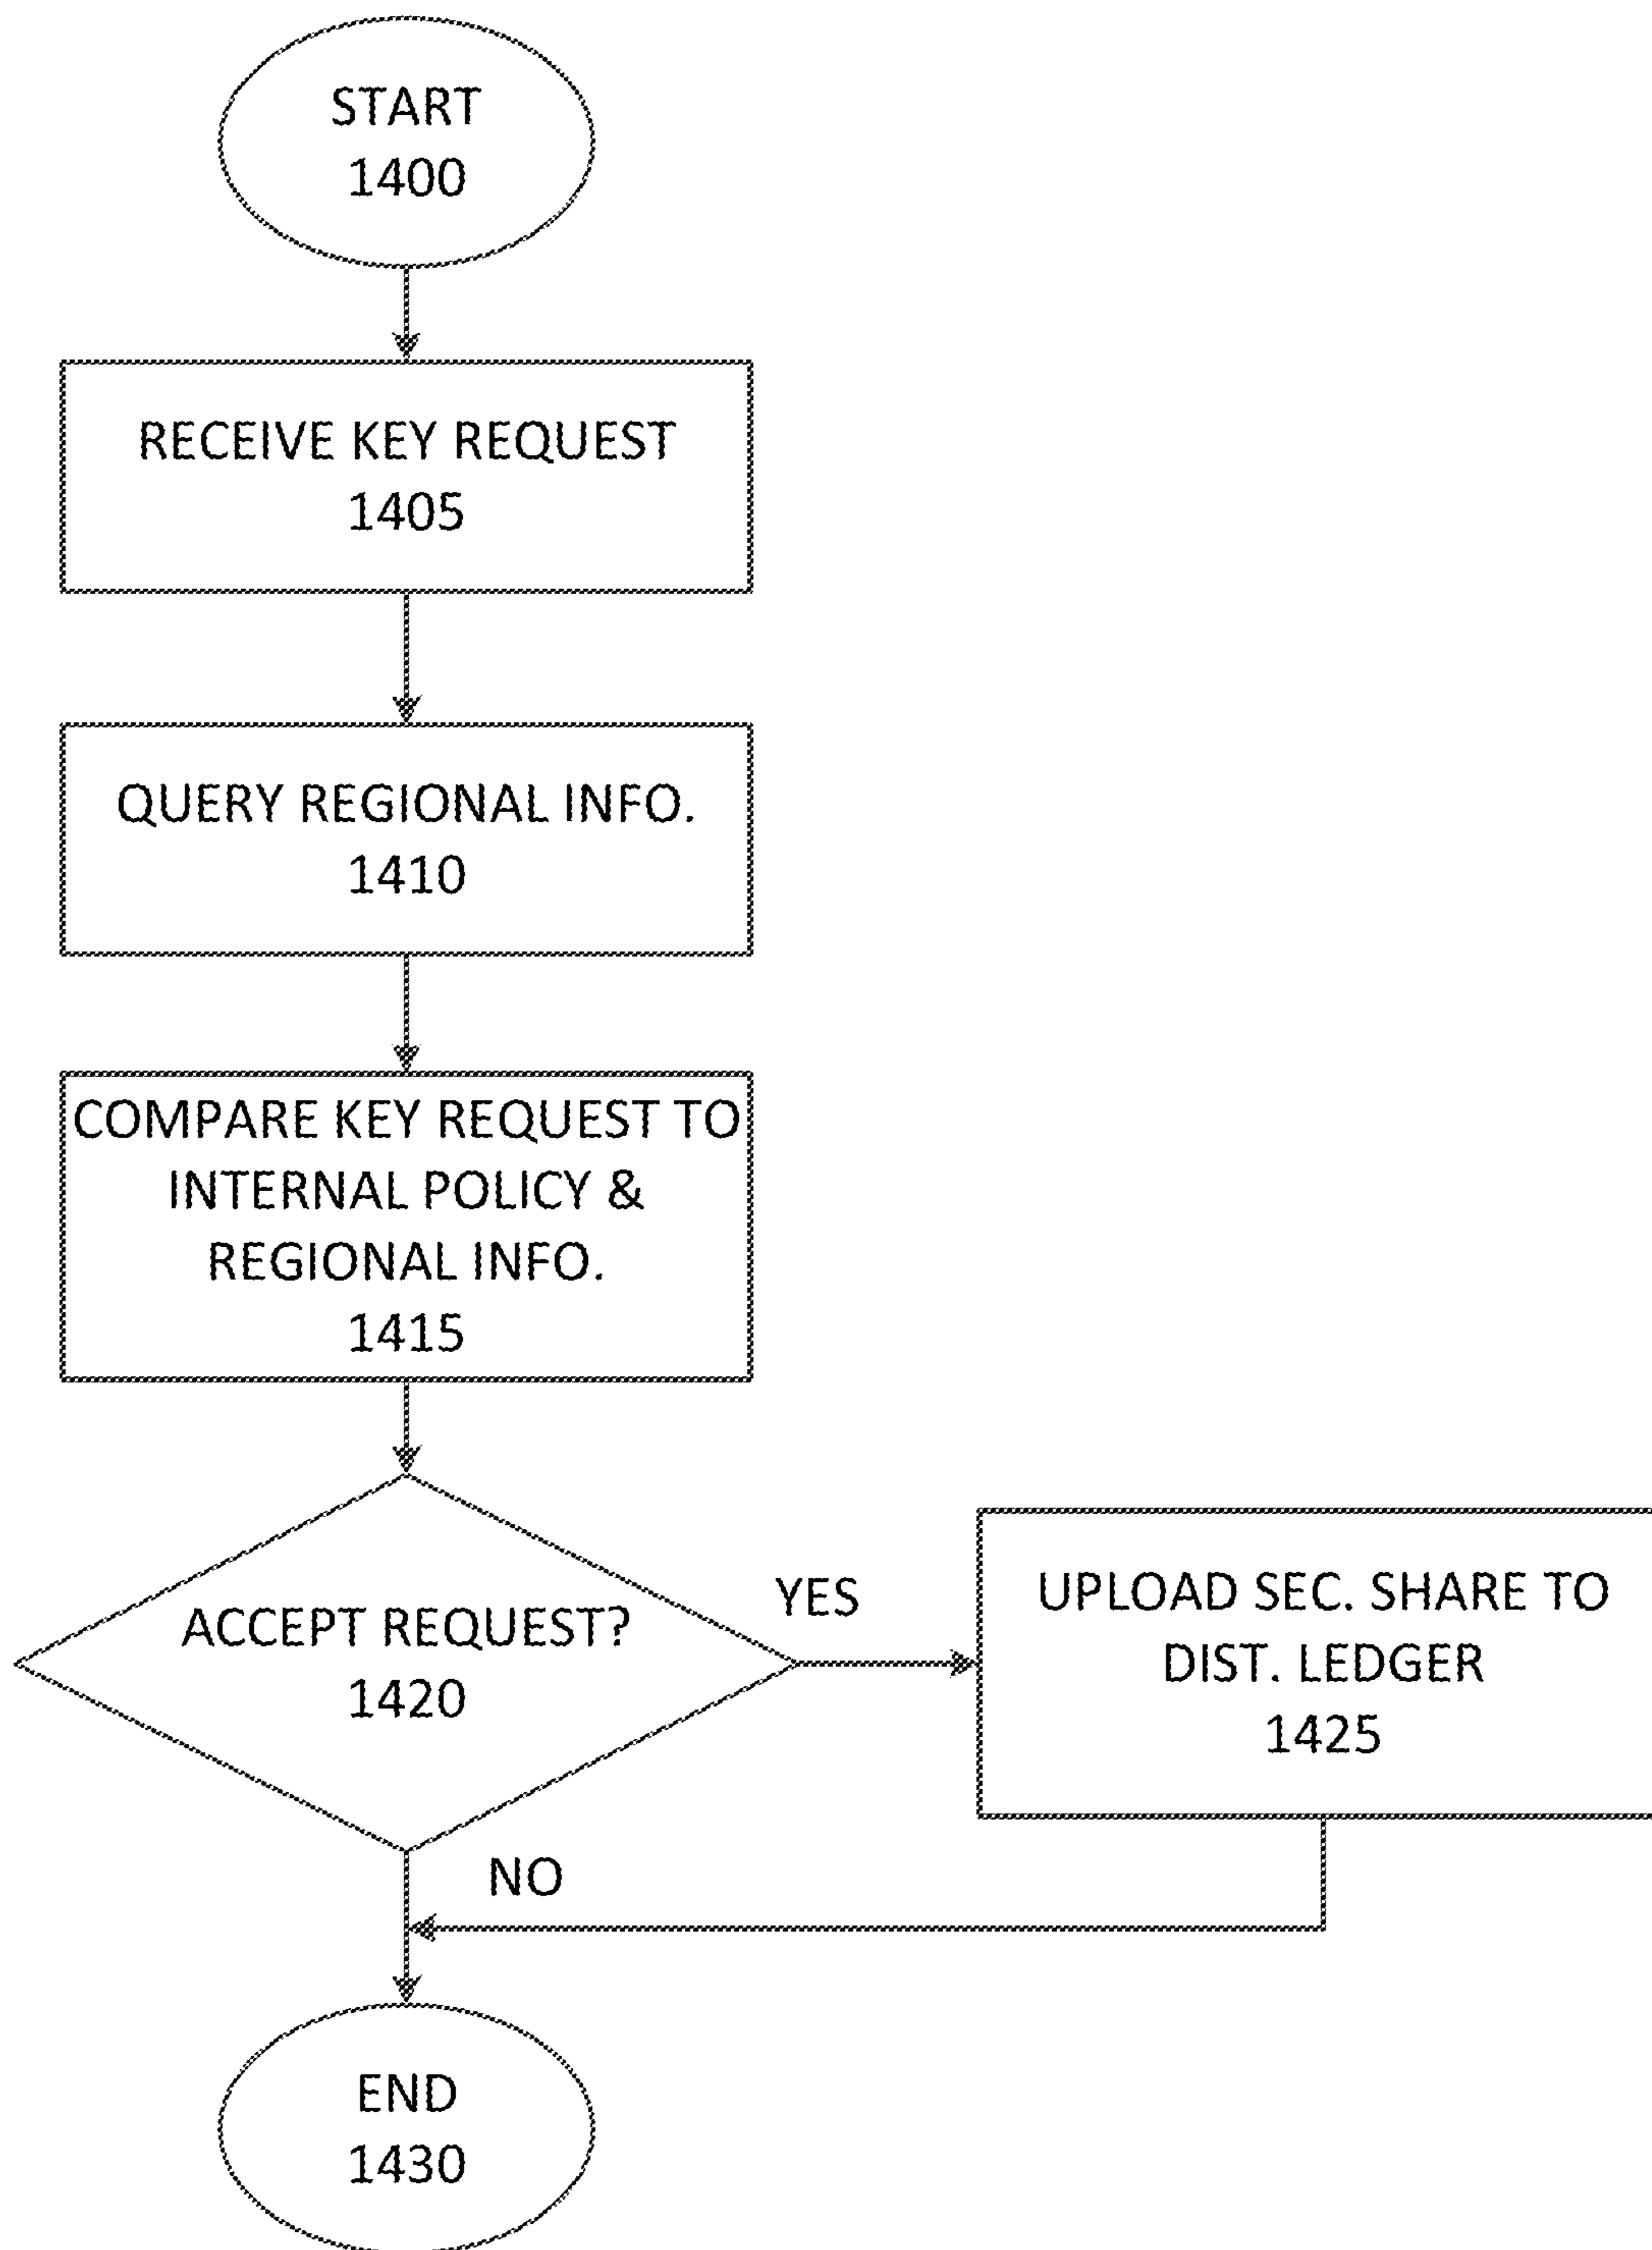 START
1400
RECEIVE KEY REQUEST
1405
QUERY REGIONAL INFO.
1410
COMPARE KEY REQUEST TO
INTERNAL POLICY &
REGIONAL INFO.
1415
ACCEPT REQUEST?
1420
YES
UPLOAD SEC. SHARE TO
DIST. LEDGER
1425
NO
END
1430